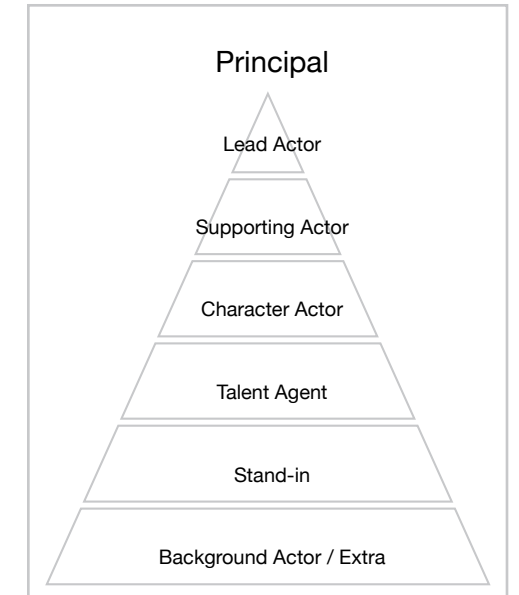 Principal
Lead Actor
Supporting Actor
Character Actor
Talent Agent
Stand-in
Background Actor / Extra